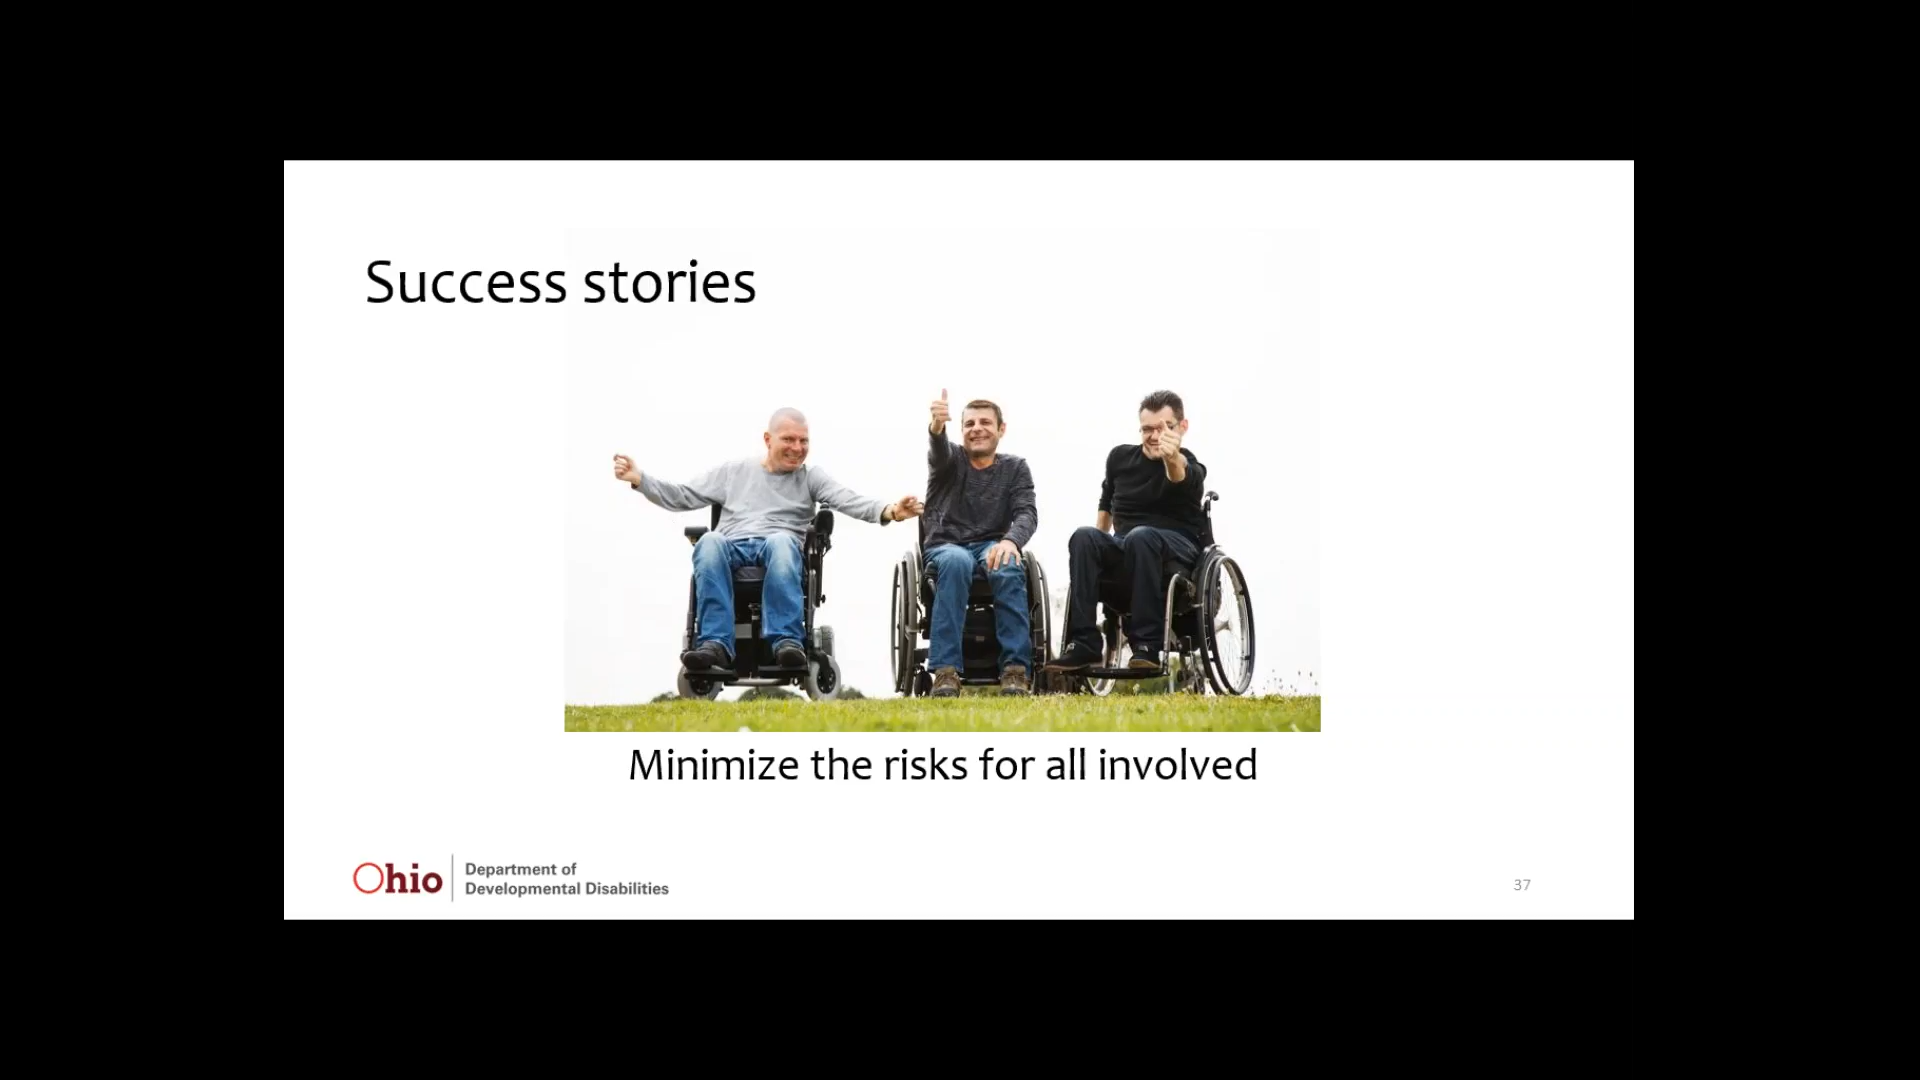 Success stories
Minimize the risks for all involved
Ohio
Department of
Developmental Disabilities
37